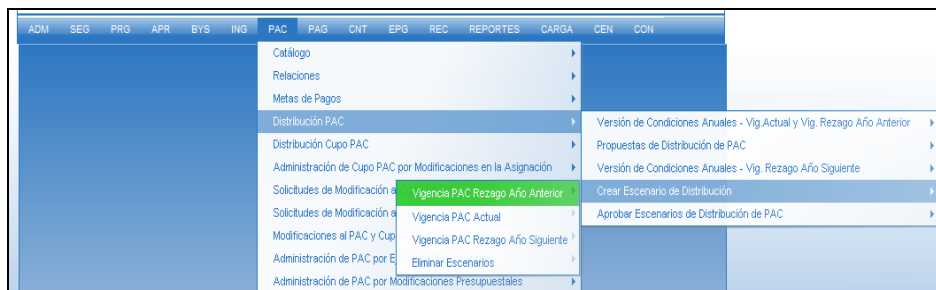 ADM SEG PRG APR BYS ING PAC PAG CNT EPG REC REPORTES CARGA CEN CON
Catálogo
Relaciones
Metas de Pagos
Distribución PAC
Distribución Cupo PAC
Administración de Cupo PAC por Modificaciones en la Asignación
Solicitudes de Modificación a
Solicitudes de Modificación a
Modificaciones al PAC y Cup
Administración de PAC por E
Administración de PAC por Modificaciones Presupuestales
Versión de Condiciones Anuales - Vig.Actual y Vig. Rezago Año Anterior
Propuestas de Distribución de PAC
Versión de Condiciones Anuales - Vig. Rezago Año Siguiente
Crear Escenario de Distribución
Aprobar Escenarios de Distribución de PAC
Vigencia PAC Rezago Año Anterior
Vigencia PAC Actual
Vigencia PAC Rezago Año Siguiente
Eliminar Escenarios